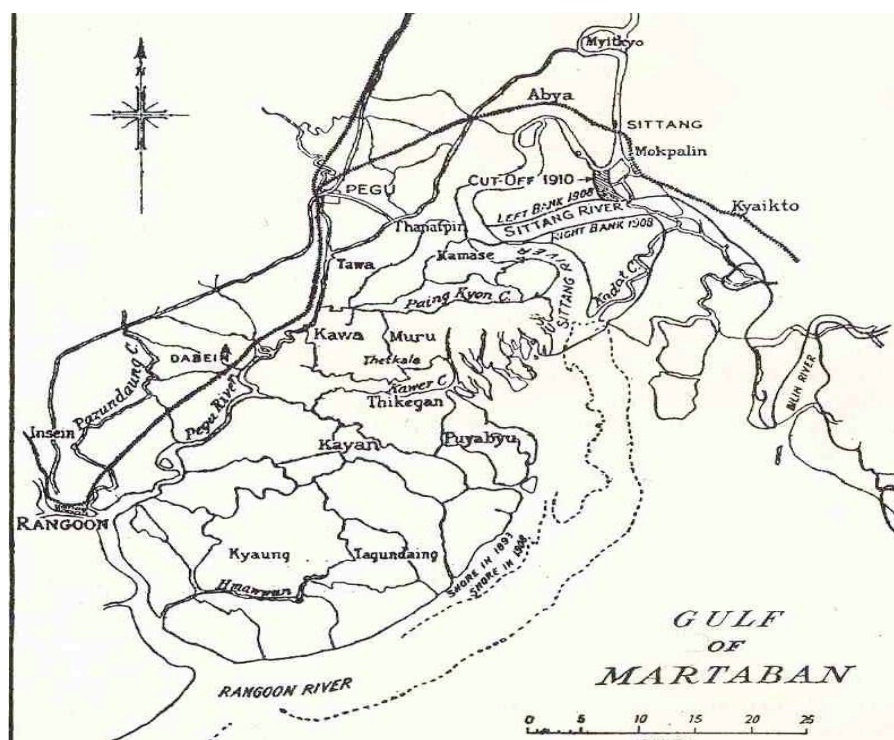 Myitkyo
N
Abya
SITTANG
Mokpalin
CUT-OFF 1910
PEGU
LEFT BANK 1908
Kyaikto
SITTANG RIVER
Thanatpin
RIGHT BANK 1908
Kamase
Tawa
SITTANG RIVER
Kadat C.
Paing Kyon C.
Kawa
Muru
DABEI
Thetkala
Pazundaung C.
Kawer C.
Pegu River
Thikegan
BILIN RIVER
Insein
Kayan
Puyabyu
RANGOON
Kyaung
Tagundaing
SHORE IN 1893
SHORE IN 1908
Hmawwun
GULF
OF
MARTABAN
RANGOON RIVER
0 5 10 15 20 25